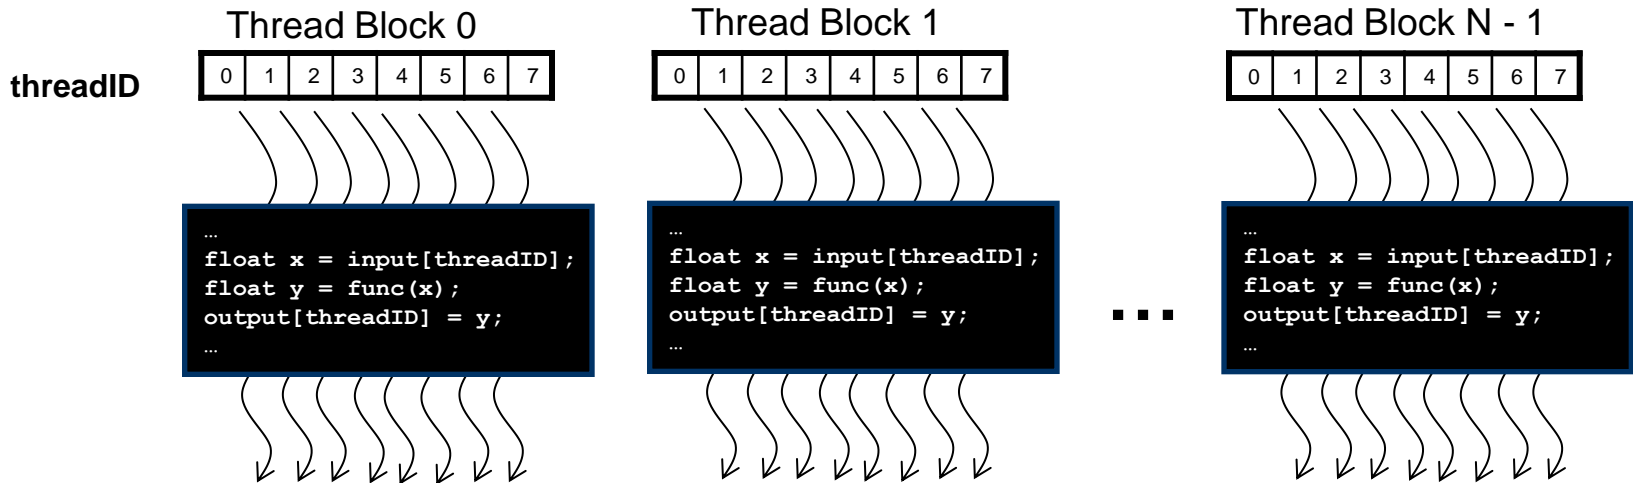 Thread Block 0
Thread Block 1
Thread Block N - 1
threadID
0 1 2 3 4 5 6 7
0 1 2 3 4 5 6 7
0 1 2 3 4 5 6 7
…
float x = input[threadID];
float y = func(x);
output[threadID] = y;
…
…
float x = input[threadID];
float y = func(x);
output[threadID] = y;
…
...
…
float x = input[threadID];
float y = func(x);
output[threadID] = y;
…